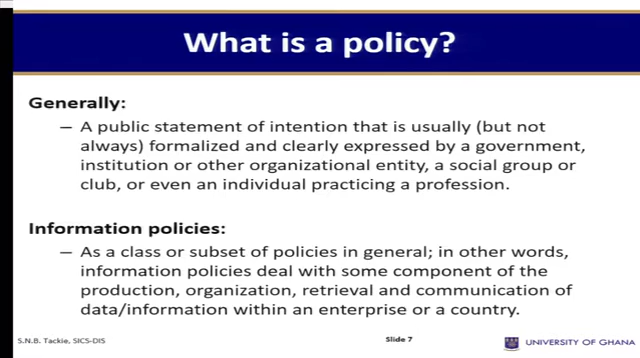 What is a policy?
Generally:
– A public statement of intention that is usually (but not
always) formalized and clearly expressed by a government,
institution or other organizational entity, a social group or
club, or even an individual practicing a profession.
Information policies:
– As a class or subset of policies in general; in other words,
information policies deal with some component of the
production, organization, retrieval and communication of
data/information within an enterprise or a country.
S.N.B. Tackie, SICS-DIS
Slide 7
UNIVERSITY OF GHANA